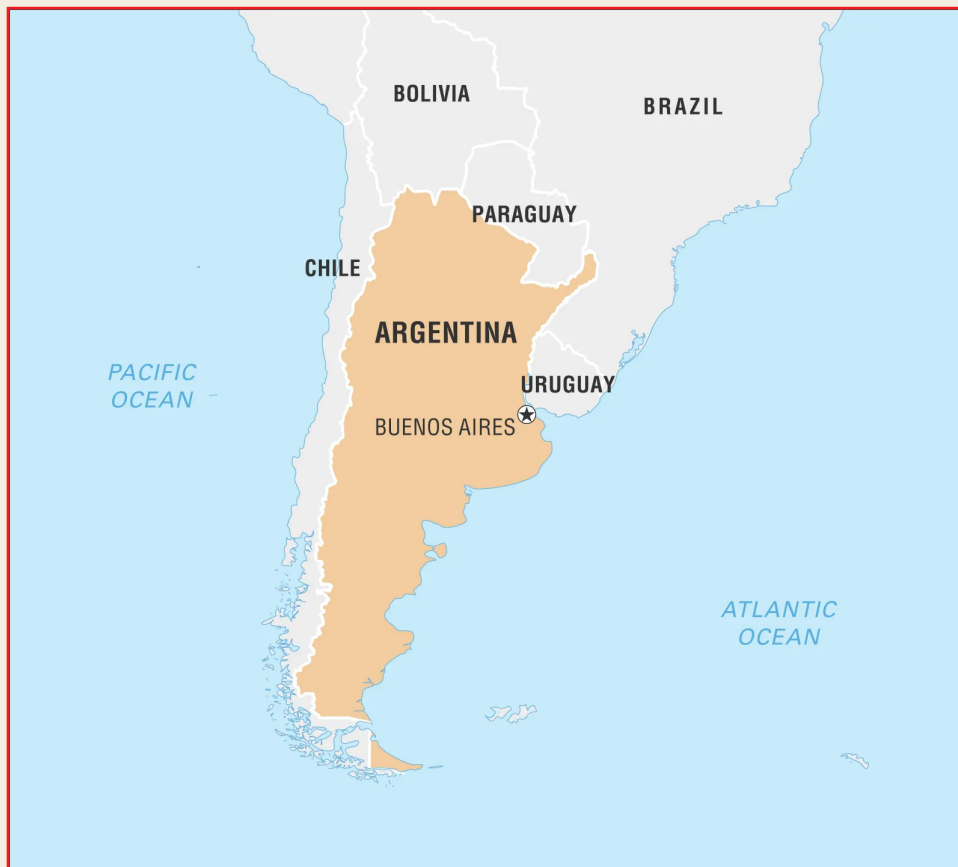 BOLIVIA
BRAZIL
PARAGUAY
CHILE
ARGENTINA
PACIFIC
OCEAN
URUGUAY
BUENOS AIRES
ATLANTIC
OCEAN